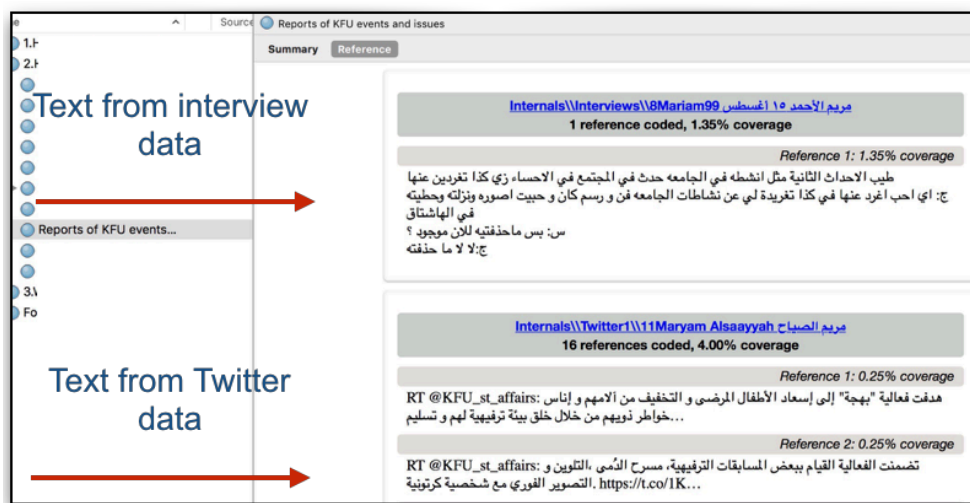 e
Source
Reports of KFU events and issues
1.H
Summary Reference
2.H
Text from interview
data
Internals\\Interviews\\8Mariam99 مريم الأحمد ١٥ أغسطس
1 reference coded, 1.35% coverage
Reference 1: 1.35% coverage
طيب الاحداث الثانية مثل انشطه في الجامعه حدث في المجتمع في الاحساء زي كذا تغردين عنها
ج: اي احب اغرد عنها في كذا تغريدة لي عن نشاطات الجامعه فن و رسم كان و حبيت اصوره ونزلته وحطيته
في الهاشتاق
س: بس ماحذفتيه للان موجود ؟
ج:لا لا ما حذفته
Reports of KFU events...
3.V
Fo
Internals\\Twitter1\\11Maryam Alsaayyah مريم الصياح
16 references coded, 4.00% coverage
Text from Twitter
data
Reference 1: 0.25% coverage
RT @KFU_st_affairs: هدفت فعالية "بهجة" إلى إسعاد الأطفال المرضى و التخفيف من آلامهم و إناس
خواطر ذويهم من خلال خلق بيئة ترفيهية لهم و تسليم…
Reference 2: 0.25% coverage
RT @KFU_st_affairs: تضمنت الفعالية القيام ببعض المسابقات الترفيهية، مسرح الدُمى ،التلوين و
التصوير الفوري مع شخصية كرتونية. https://t.co/1K…